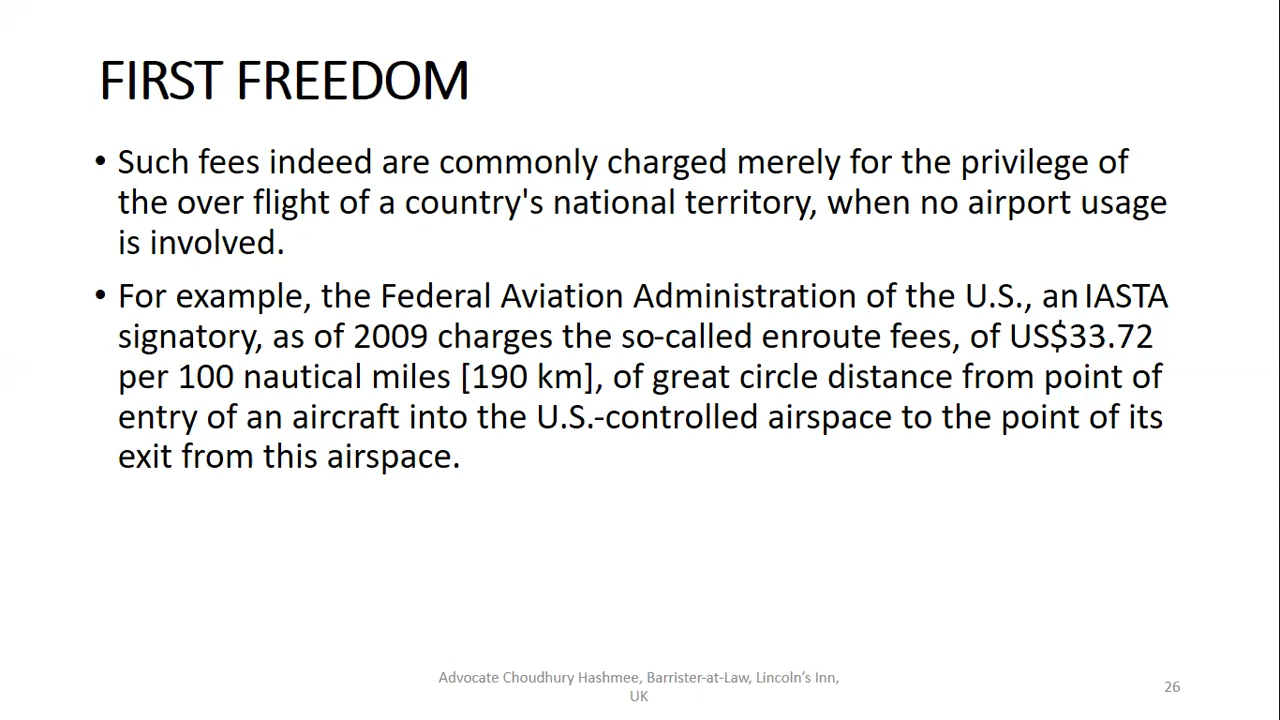 FIRST FREEDOM
• Such fees indeed are commonly charged merely for the privilege of
the over flight of a country's national territory, when no airport usage
is involved.
• For example, the Federal Aviation Administration of the U.S., an IASTA
signatory, as of 2009 charges the so-called enroute fees, of US$33.72
per 100 nautical miles [190 km], of great circle distance from point of
entry of an aircraft into the U.S.-controlled airspace to the point of its
exit from this airspace.
Advocate Choudhury Hashmee, Barrister-at-Law, Lincoln’s Inn,
UK
26